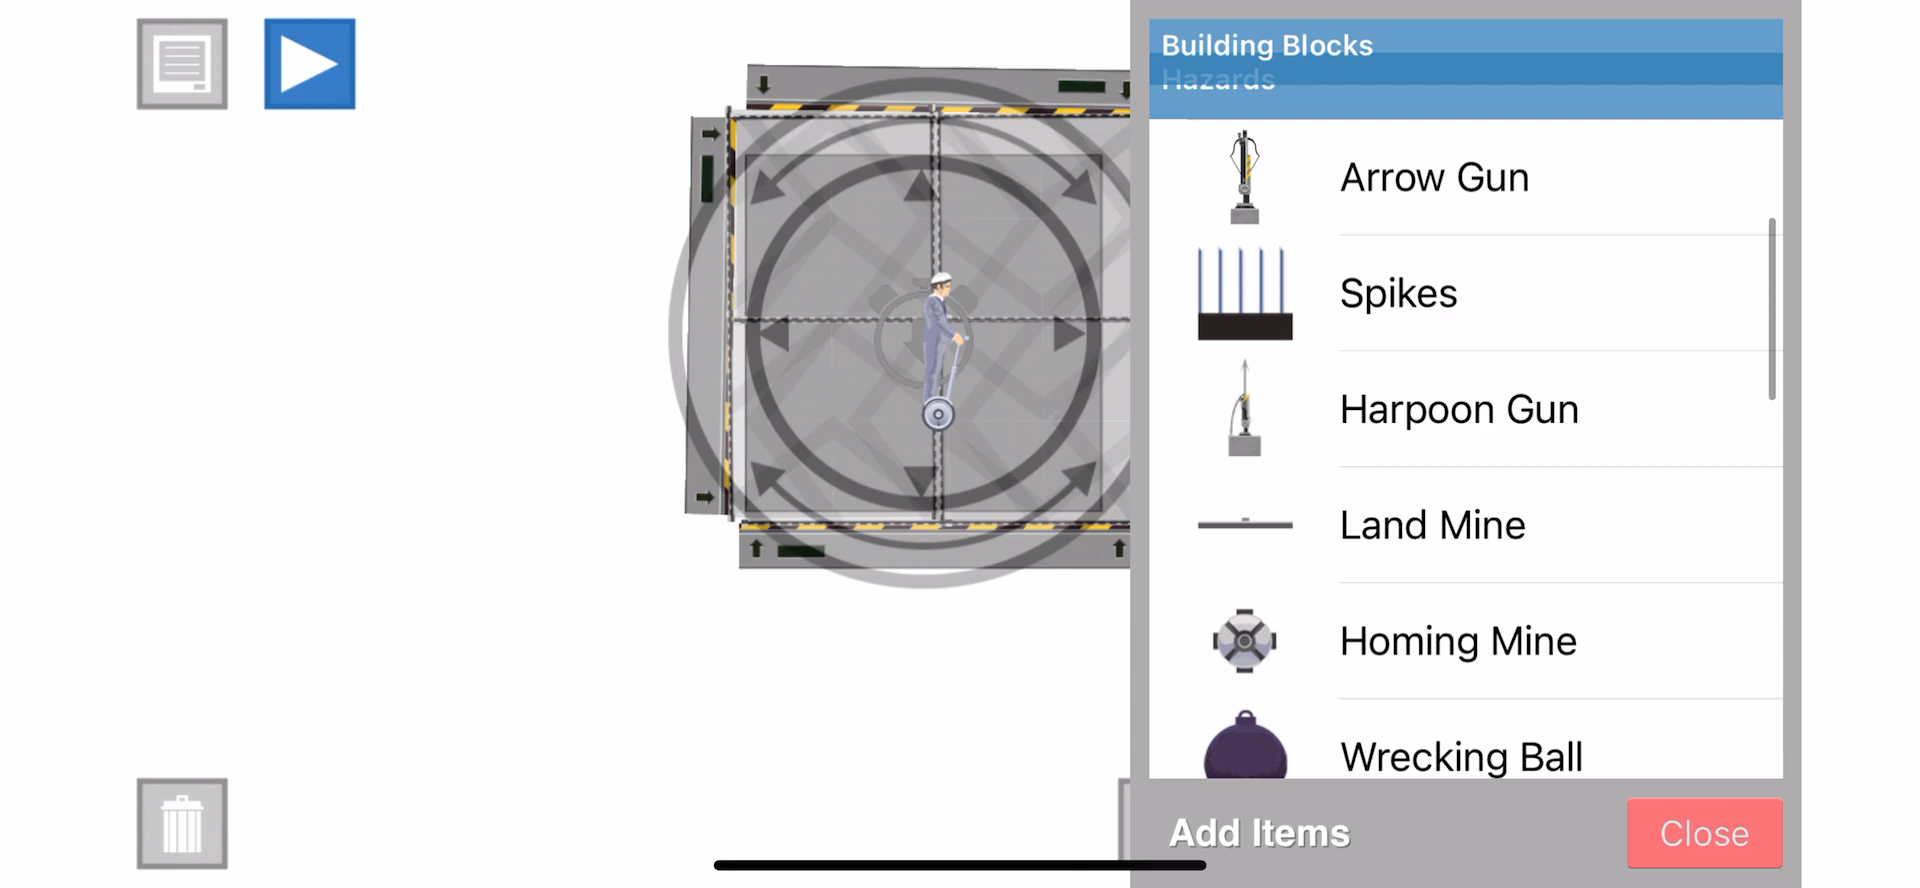 Building Blocks
Hazards
Arrow Gun
Spikes
Harpoon Gun
Land Mine
Homing Mine
Wrecking Ball
Add Items
Close